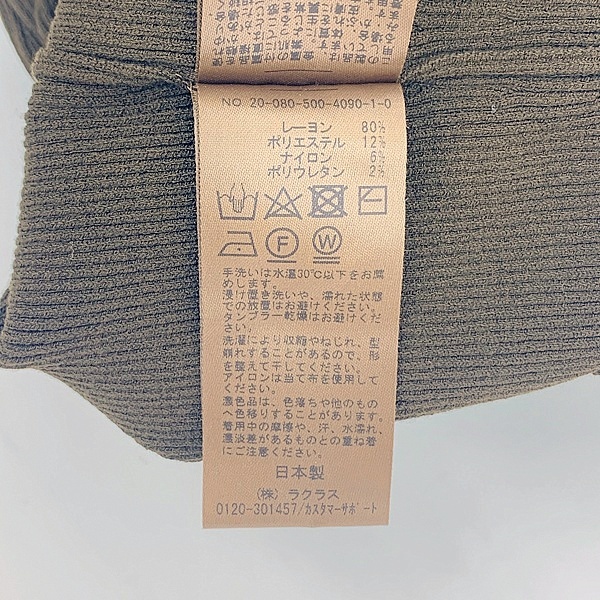 NO 20-080-500-4090-1-0
レーヨン 80%
ポリエステル 12%
ナイロン 6%
ポリウレタン 2%
F W
手洗いは水温30℃以下をお薦
めします。
浸け置き洗いや、濡れた状態
での放置はお避けください。
タンブラー乾燥はお避けくだ
さい。
洗濯により収縮やねじれ、型
崩れすることがあるので、形
を整えて干してください。
アイロンは当て布を使用して
ください。
濃色品は、色落ちや他のもの
へ色移りすることがあります。
着用中の摩擦や、汗、水濡れ、
濃淡差があるものとの重ね着
にご注意ください。
日本製
(株) ラクラス
0120-301457/カスタマーサポート